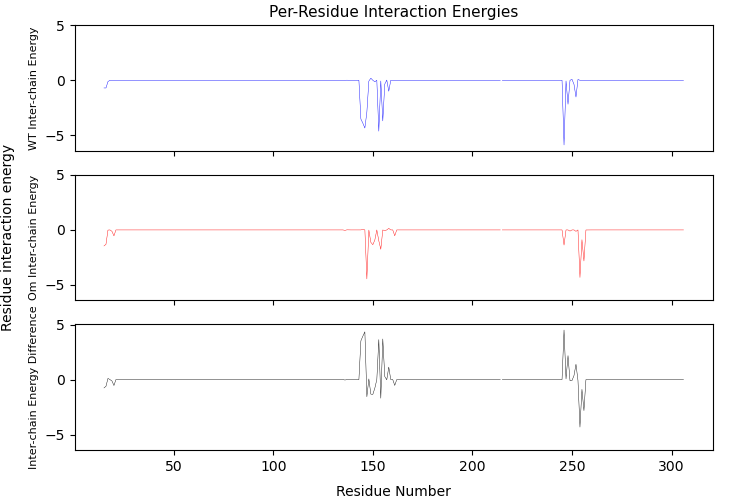 Per-Residue Interaction Energies
Residue interaction energy
WT Inter-chain Energy
5
0
−5
Om Inter-chain Energy
5
0
−5
Inter-chain Energy Difference
5
0
−5
50 100 150 200 250 300
Residue Number